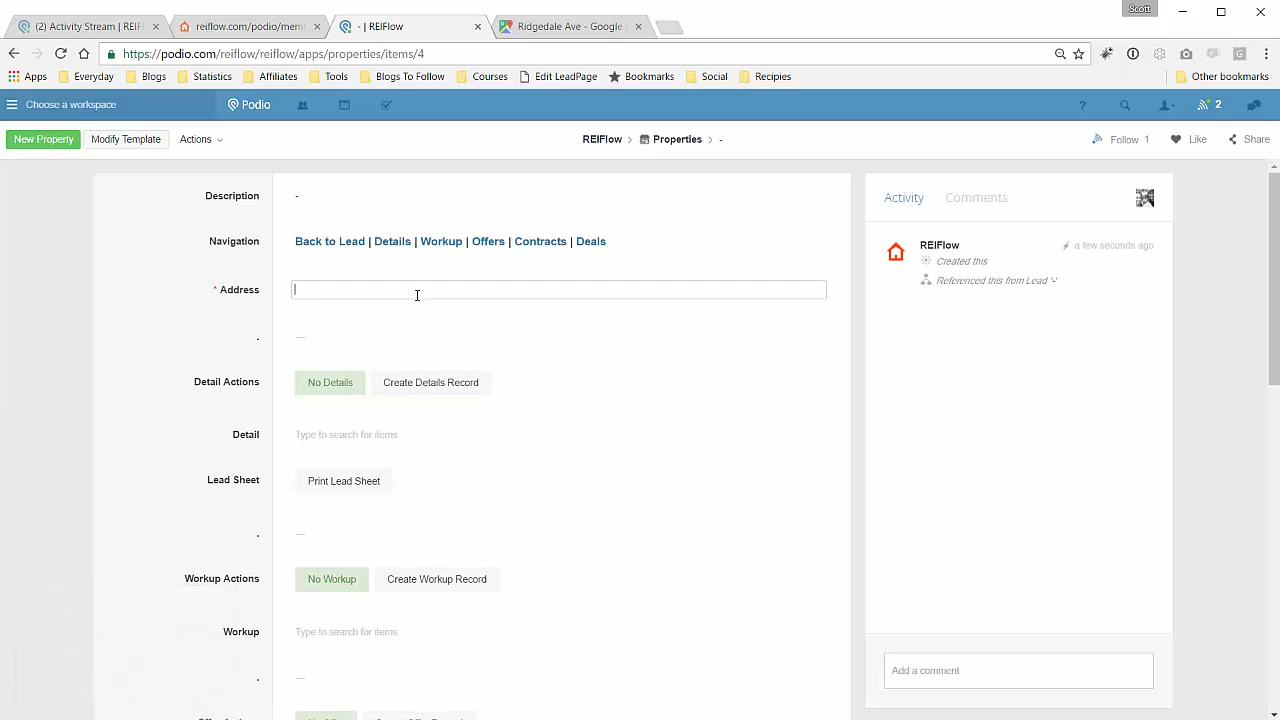 Scott
(2) Activity Stream | REIF
reiflow.com/podio/mem
- | REIFlow
Ridgedale Ave - Google
https://podio.com/reiflow/reiflow/apps/properties/items/4
Apps Everyday Blogs Statistics Affiliates Tools Blogs To Follow Courses Edit LeadPage Bookmarks Social Recipies Other bookmarks
Choose a workspace Podio ? 2
New Property Modify Template Actions REIFlow > Properties > - Follow 1 Like Share
Description -
Navigation Back to Lead | Details | Workup | Offers | Contracts | Deals
* Address
. —
Detail Actions No Details Create Details Record
Detail Type to search for items
Lead Sheet Print Lead Sheet
. —
Workup Actions No Workup Create Workup Record
Workup Type to search for items
. —
Activity Comments
REIFlow a few seconds ago
Created this
Referenced this from Lead '-'
Add a comment